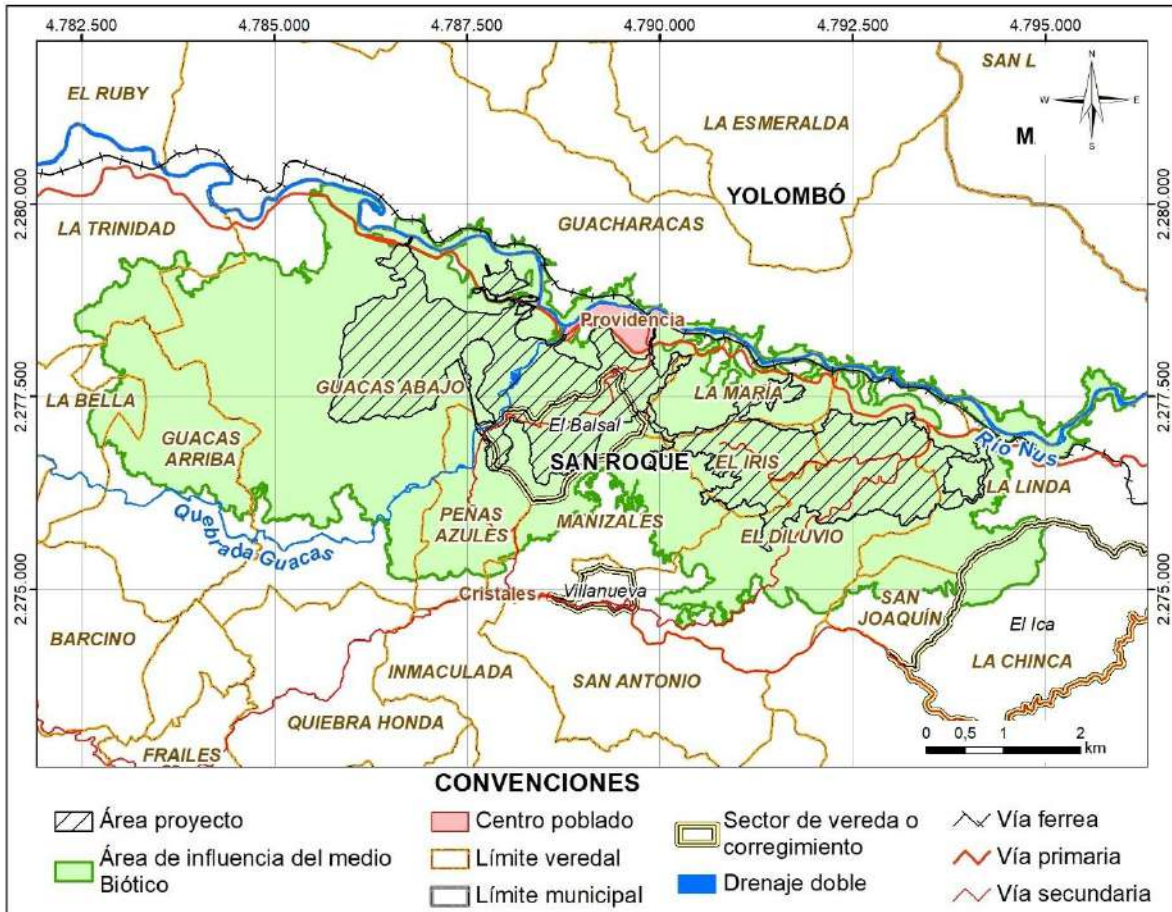 4.782.500
4.785.000
4.787.500
4.790.000
4.792.500
4.795.000
SAN L
EL RUBY
N
W
E
S
LA ESMERALDA
M
2.280.000
YOLOMBÓ
2.280.000
LA TRINIDAD
GUACHARACAS
Providencia
2.277.500
GUACAS ABAJO
LA MARÍA
2.277.500
LA BELLA
El Balsal
GUACAS
ARRIBA
Río Nus
SAN ROQUE
EL IRIS
LA LINDA
PEÑAS
AZULES
MANIZALES
Quebrada Guacas
EL DILUVIO
2.275.000
Cristales
Villanueva
SAN
JOAQUÍN
2.275.000
BARCINO
El Ica
INMACULADA
SAN ANTONIO
LA CHINCA
QUIEBRA HONDA
FRAILES
0 0,5 1 2
km
CONVENCIONES
Área proyecto
Área de influencia del medio
Biótico
Centro poblado
Límite veredal
Límite municipal
Sector de vereda o
corregimiento
Drenaje doble
Vía ferrea
Vía primaria
Vía secundaria